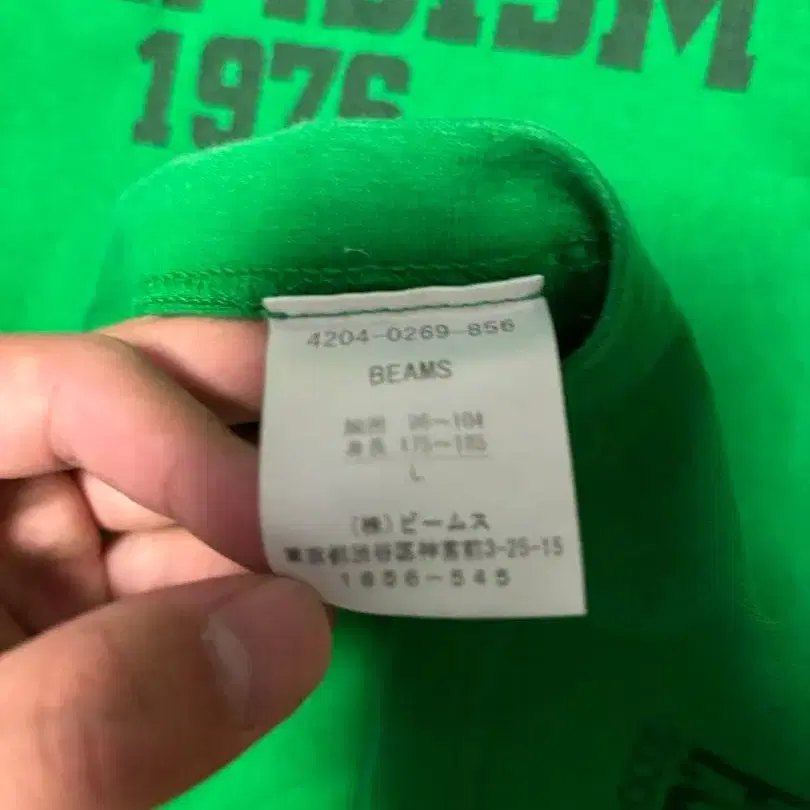 1976
4204-0269-856
BEAMS
胸囲 96〜104
身長 175〜185
L
(株)ビームス
東京都渋谷区神宮前3-25-15
1656-545